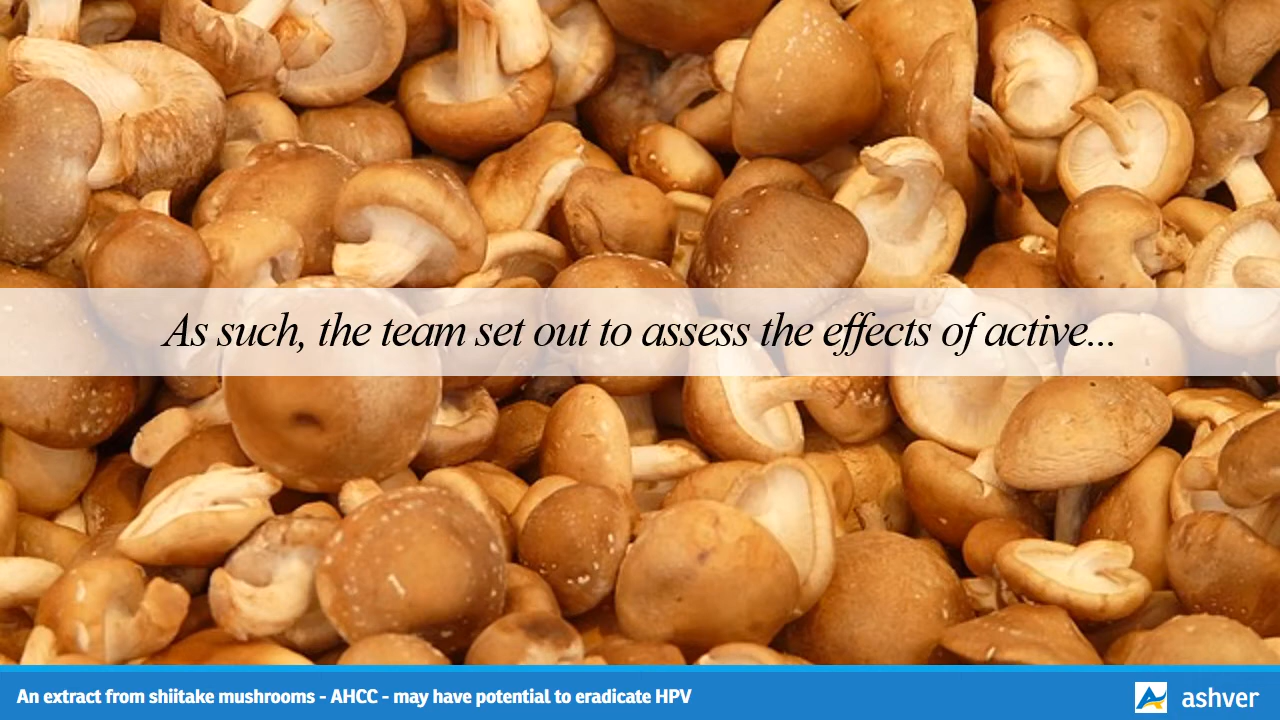 As such, the team set out to assess the effects of active...
An extract from shiitake mushrooms - AHCC - may have potential to eradicate HPV
ashver